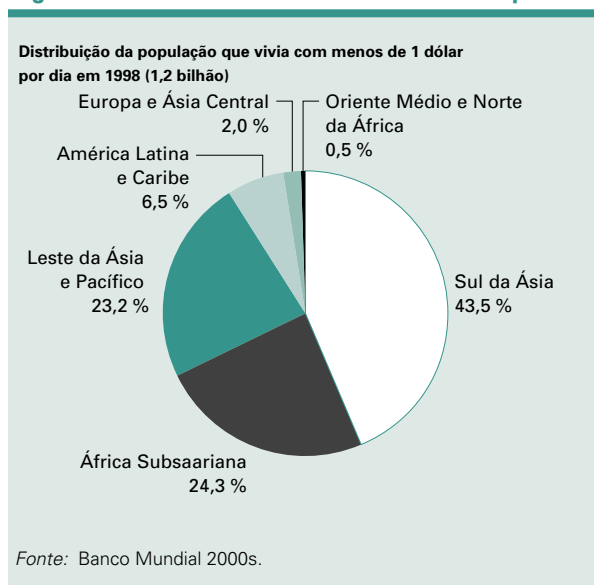 Distribuição da população que vivia com menos de 1 dólar
por dia em 1998 (1,2 bilhão)
Europa e Ásia Central
2,0 %
Oriente Médio e Norte
da África
0,5 %
América Latina
e Caribe
6,5 %
Leste da Ásia
e Pacífico
23,2 %
Sul da Ásia
43,5 %
África Subsaariana
24,3 %
Fonte: Banco Mundial 2000s.